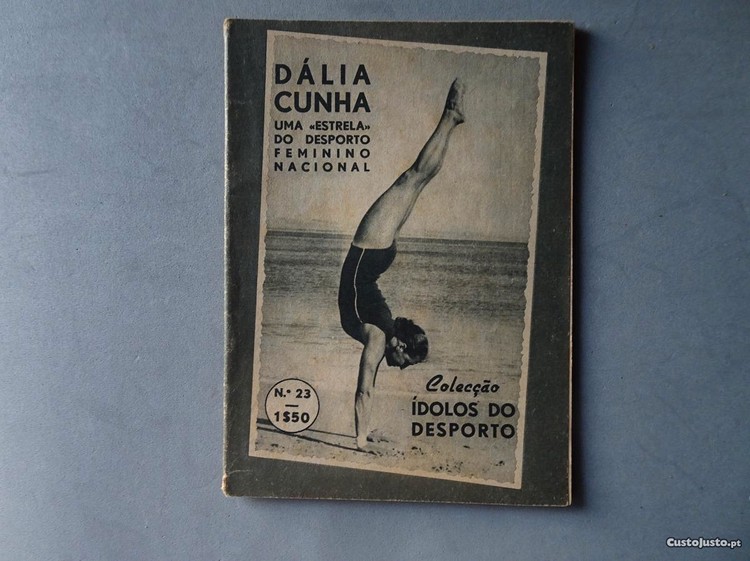 DÁLIA
CUNHA
UMA «ESTRELA»
DO DESPORTO
FEMININO
NACIONAL
Colecção
ÍDOLOS DO
DESPORTO
N.º 23
1$50
CustoJusto.pt